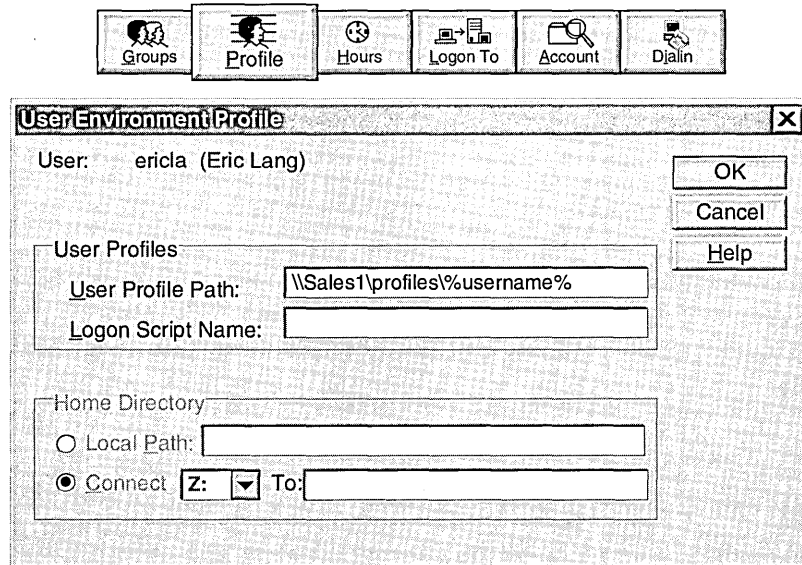 Groups
Profile
Hours
Logon To
Account
Dialin
User Environment Profile
User: ericla (Eric Lang)
OK
Cancel
Help
User Profiles
User Profile Path: \\Sales1\profiles\%username%
Logon Script Name:
Home Directory
Local Path:
Connect Z: To: